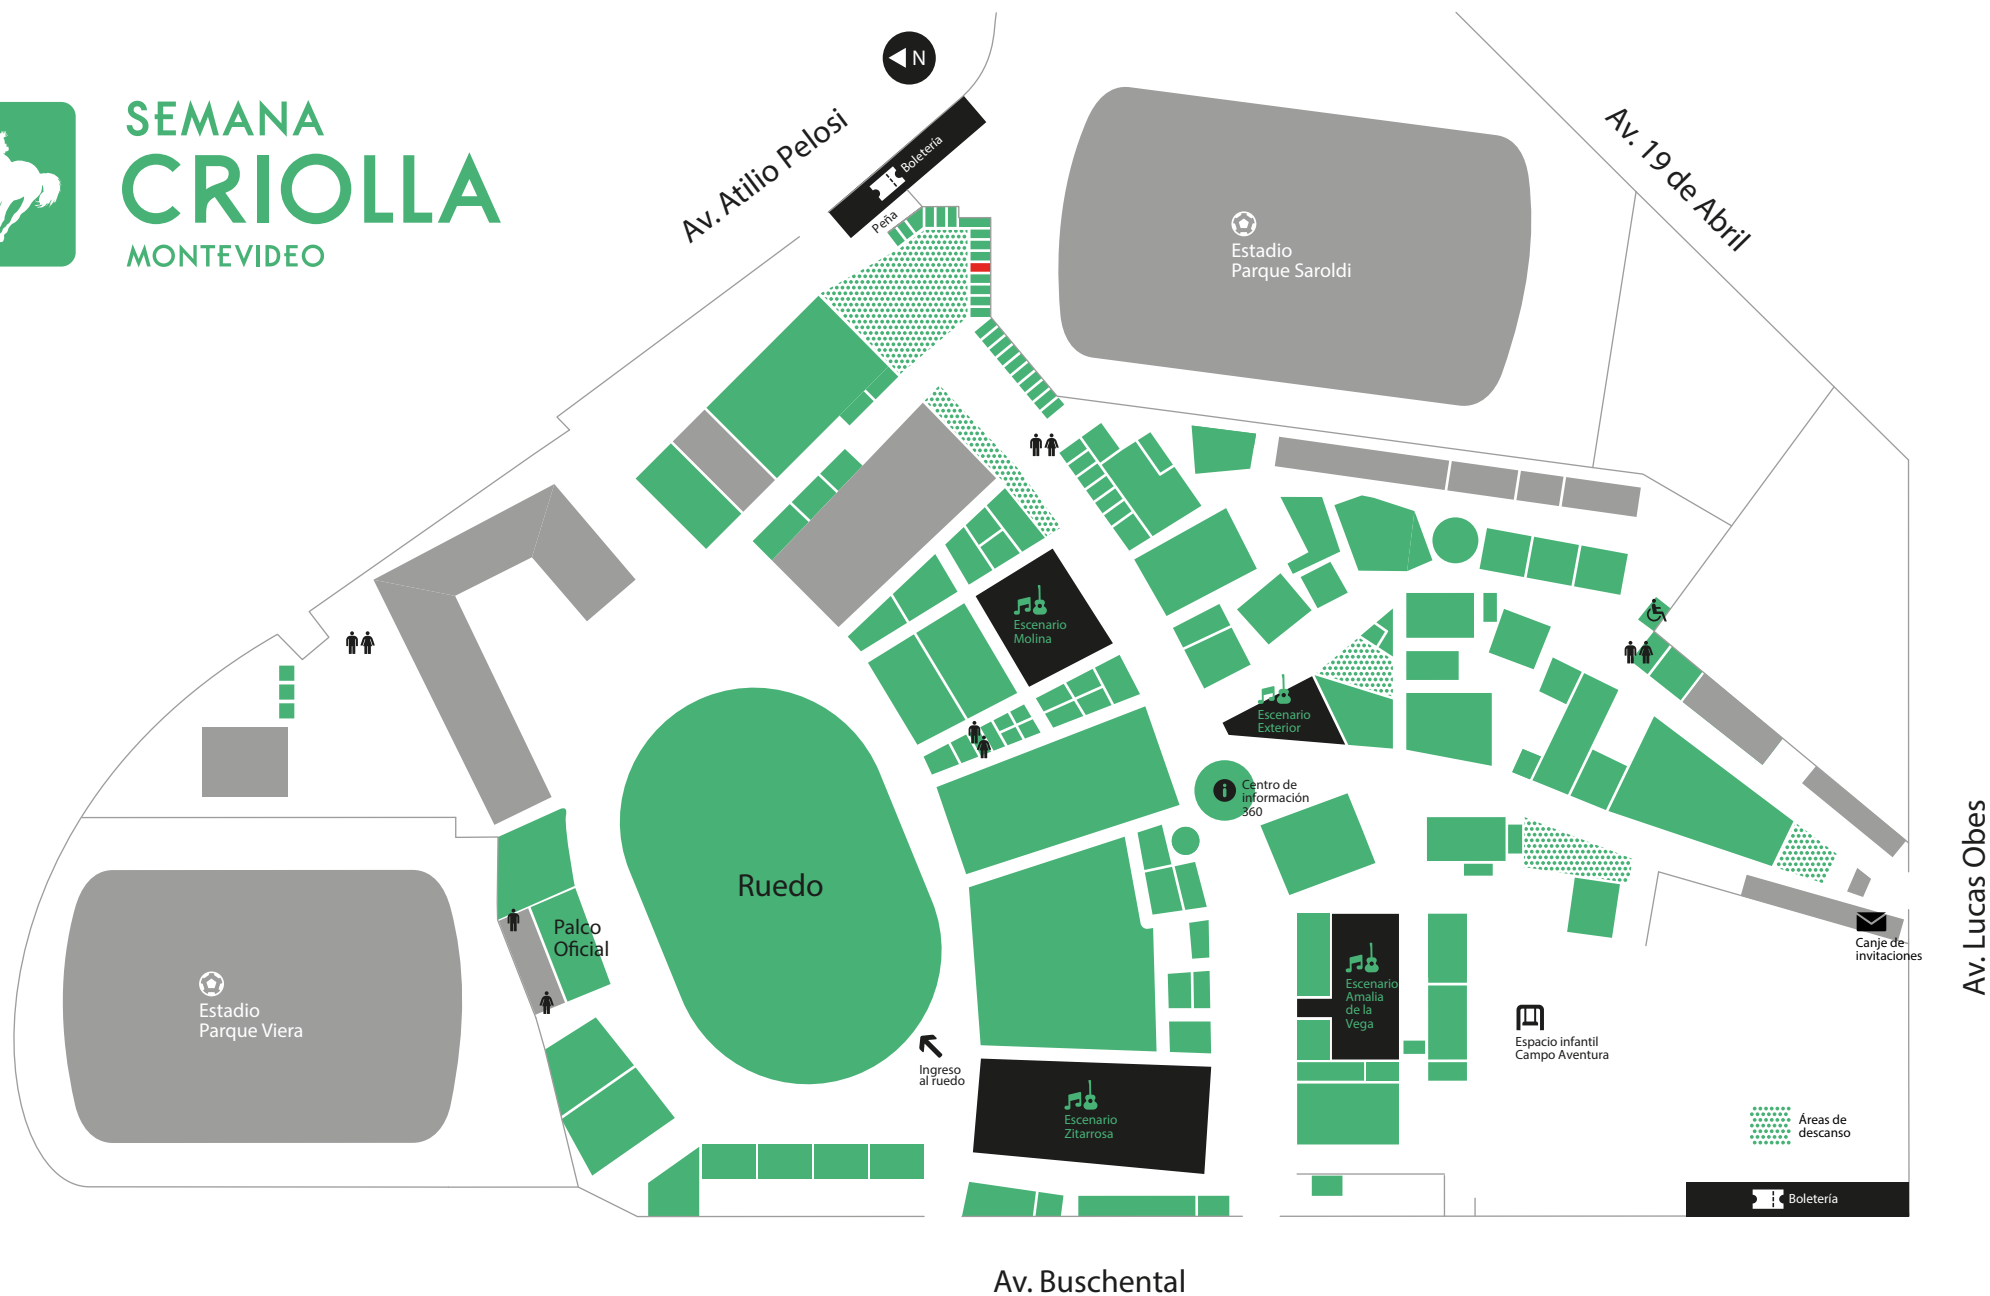 SEMANA
CRIOLLA
MONTEVIDEO
N
Av. Atilio Pelosi
Boletería
Peña
Av. 19 de Abril
Estadio
Parque Saroldi
Escenario
Molina
Escenario
Exterior
Centro de
información
360
Ruedo
Palco
Oficial
Estadio
Parque Viera
Ingreso
al ruedo
Escenario
Zitarrosa
Escenario
Amalia
de la
Vega
Espacio infantil
Campo Aventura
Canje de
invitaciones
Av. Lucas Obes
Áreas de
descanso
Boletería
Av. Buschental